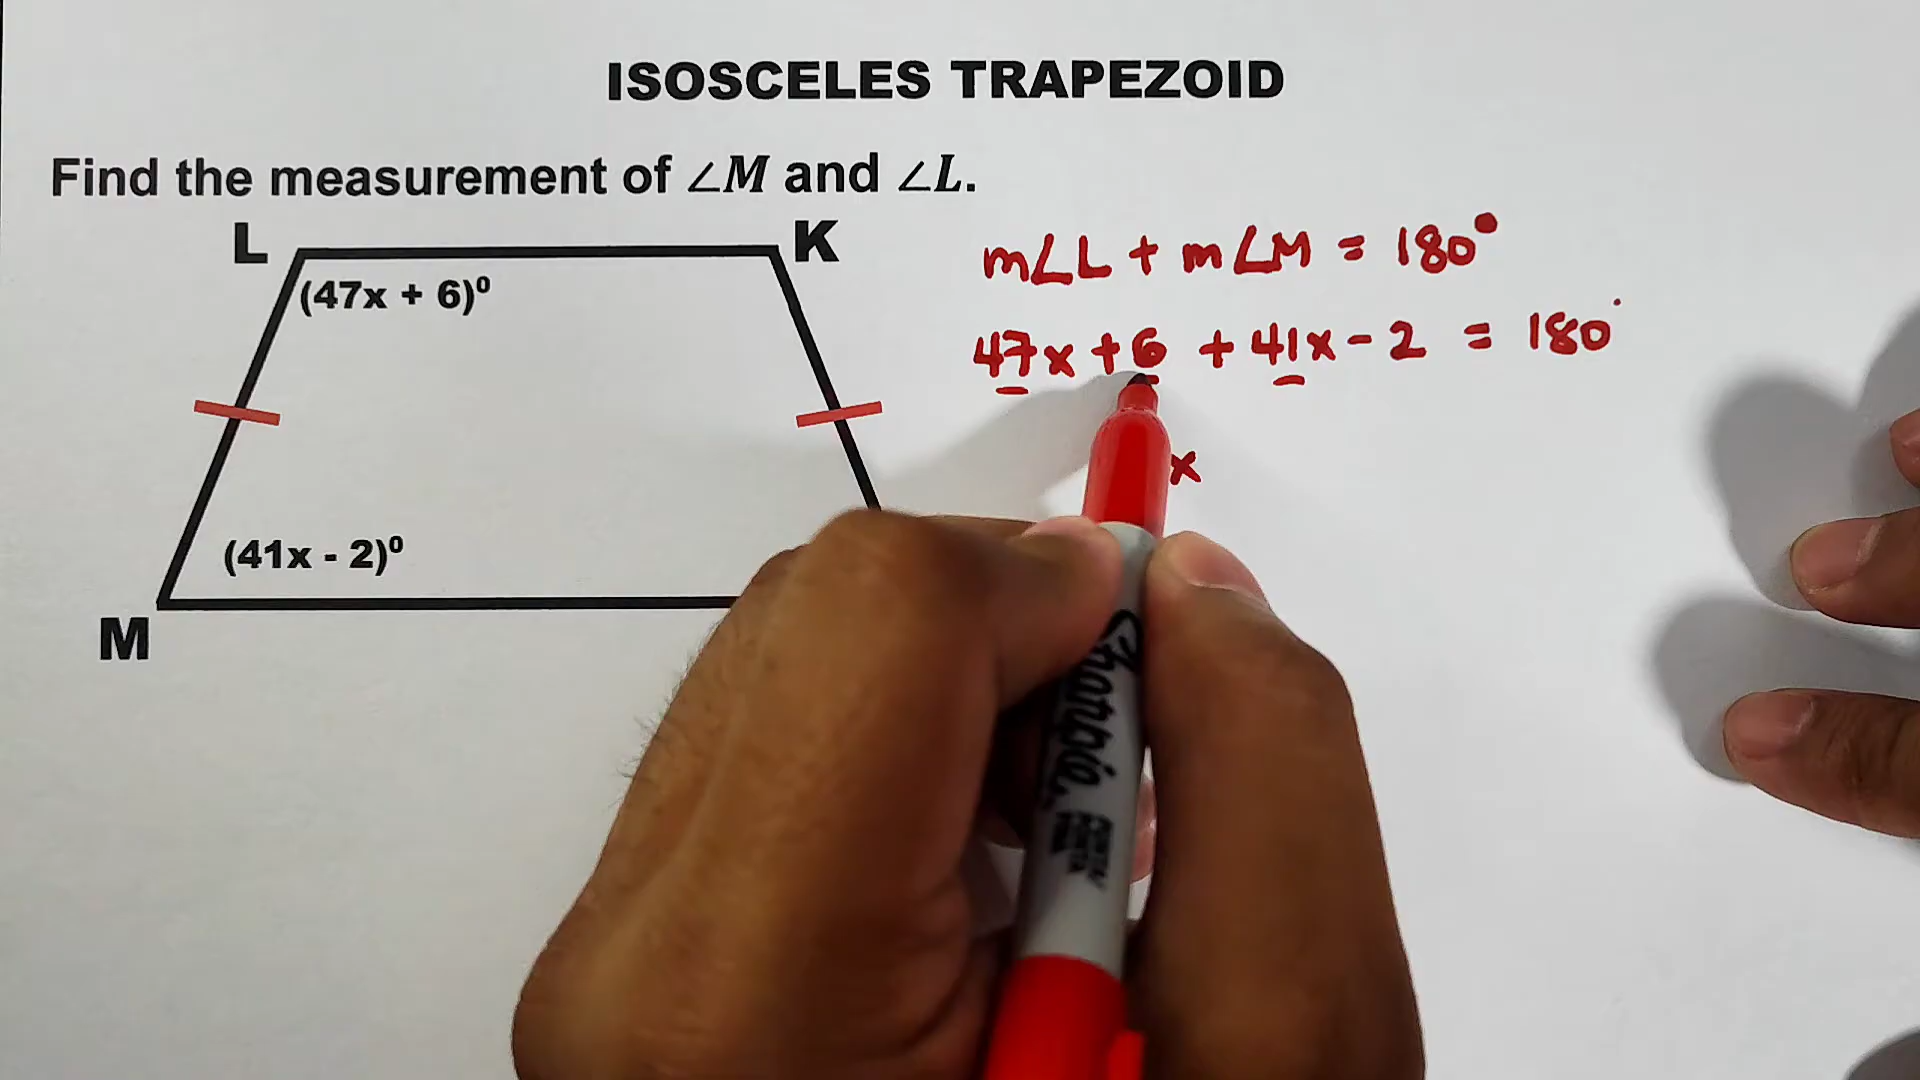 ISOSCELES TRAPEZOID
Find the measurement of ∠M and ∠L.
L
K
(47x + 6)⁰
(41x - 2)⁰
M
m∠L + m∠M = 180°
47x + 6 + 41x - 2 = 180°
x
Sharpie